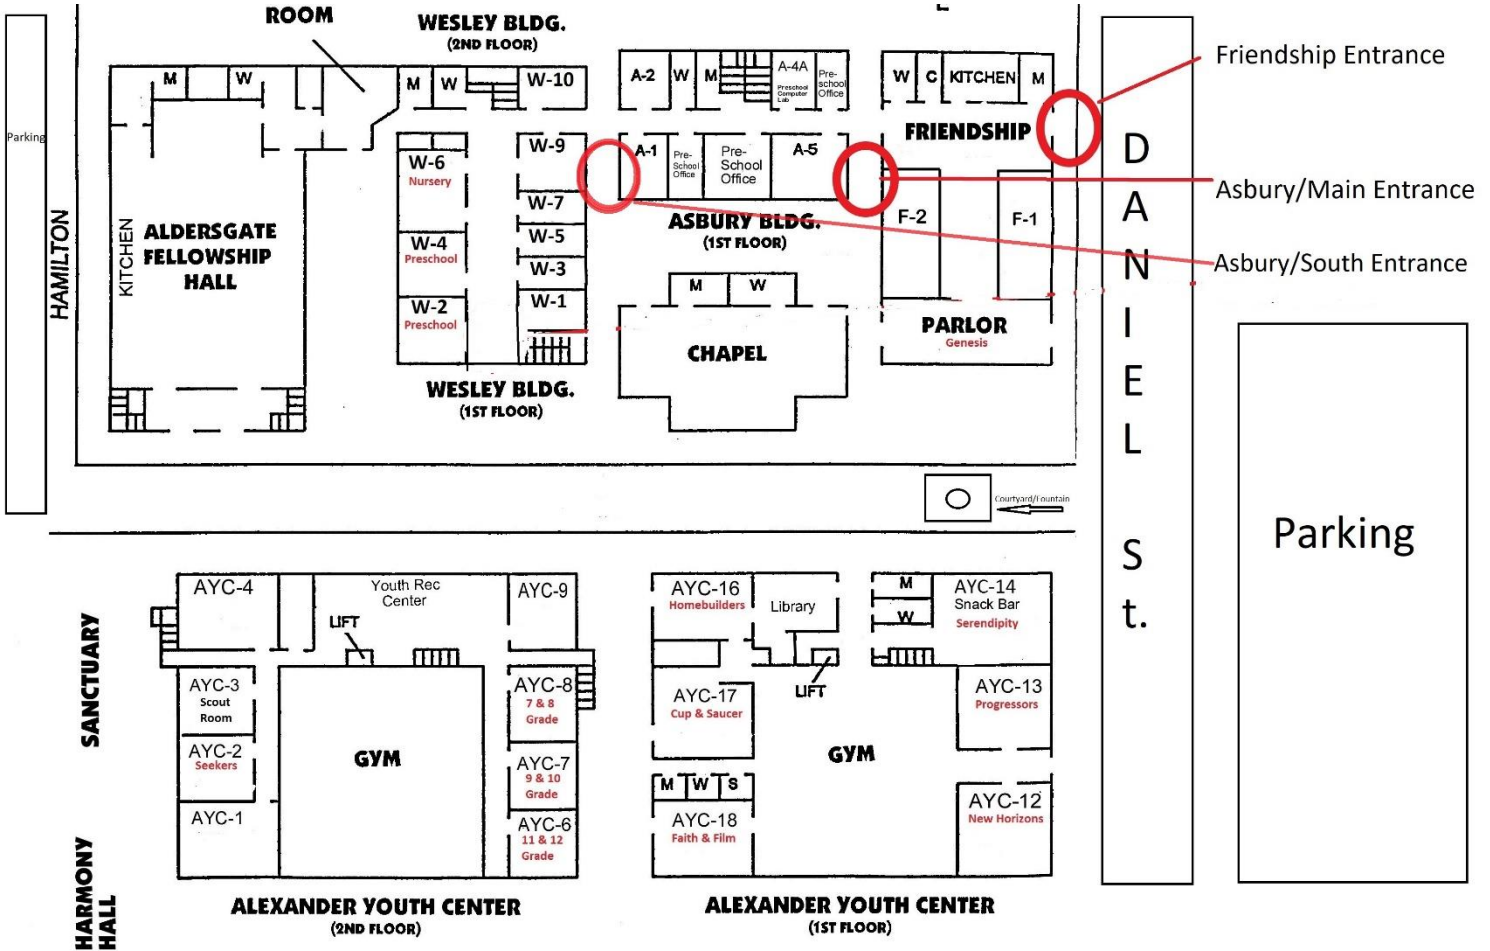 ROOM
WESLEY BLDG.
(2ND FLOOR)
M
W
M
W
W-10
A-2
W
M
A-4A
Preschool
Computer
Lab
Pre-
school
Office
W
C
KITCHEN
M
Friendship Entrance
Parking
W-9
A-1
Pre-
School
Office
Pre-
School
Office
A-5
FRIENDSHIP
W-6
Nursery
W-7
F-2
F-1
Asbury/Main Entrance
HAMILTON
KITCHEN
ALDERSGATE
FELLOWSHIP
HALL
W-4
Preschool
W-5
ASBURY BLDG.
(1ST FLOOR)
Asbury/South Entrance
W-3
W-2
Preschool
W-1
M
W
CHAPEL
PARLOR
Genesis
WESLEY BLDG.
(1ST FLOOR)
DANIEL St.
Parking
Courtyard/Fountain
SANCTUARY
HARMONY
HALL
AYC-4
Youth Rec
Center
AYC-9
LIFT
AYC-3
Scout
Room
AYC-8
7 & 8
Grade
AYC-2
Seekers
GYM
AYC-7
9 & 10
Grade
AYC-1
AYC-6
11 & 12
Grade
ALEXANDER YOUTH CENTER
(2ND FLOOR)
AYC-16
Homebuilders
Library
M
W
AYC-14
Snack Bar
Serendipity
LIFT
AYC-17
Cup & Saucer
AYC-13
Progressors
GYM
M
W
S
AYC-18
Faith & Film
AYC-12
New Horizons
ALEXANDER YOUTH CENTER
(1ST FLOOR)